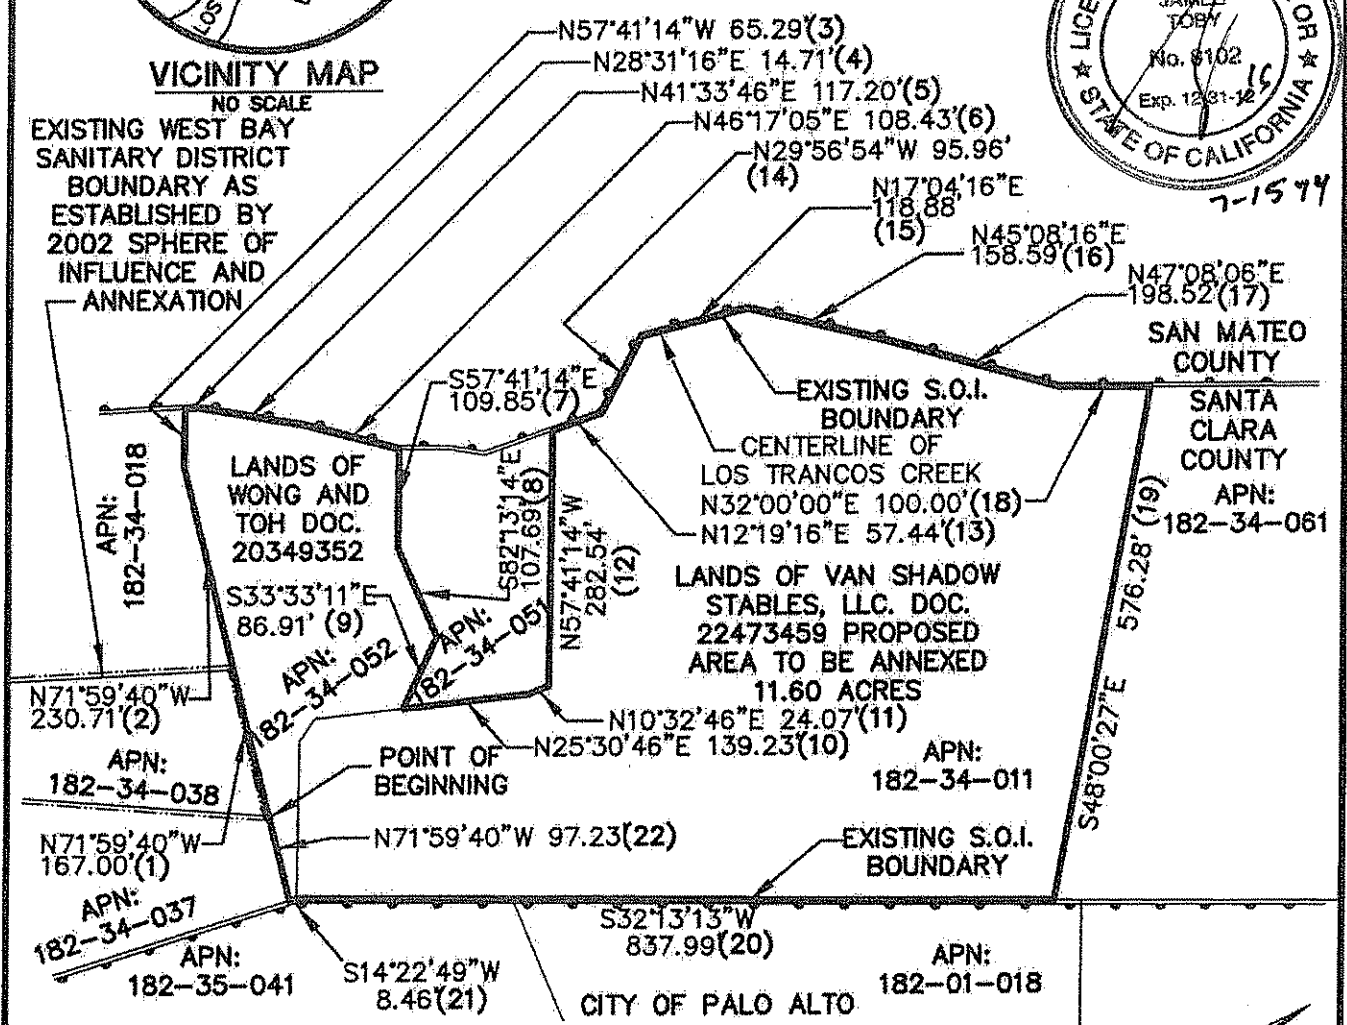 LOS
VICINITY MAP
NO SCALE
EXISTING WEST BAY
SANITARY DISTRICT
BOUNDARY AS
ESTABLISHED BY
2002 SPHERE OF
INFLUENCE AND
ANNEXATION
N57°41'14"W 65.29'(3)
N28°31'16"E 14.71'(4)
N41°33'46"E 117.20'(5)
N46°17'05"E 108.43'(6)
N29°56'54"W 95.96'
(14)
N17°04'16"E
118.88'
(15)
N45°08'16"E
158.59'(16)
N47°08'06"E
198.52'(17)
TOBY
No. 8102
Exp. 12-31-12
15
STATE OF CALIFORNIA
7-15
SAN MATEO
COUNTY
SANTA
CLARA
COUNTY
APN:
182-34-061
S57°41'14"E
109.85'(7)
EXISTING S.O.I.
BOUNDARY
CENTERLINE OF
LOS TRANCOS CREEK
N32°00'00"E 100.00'(18)
N12°19'16"E 57.44'(13)
APN:
182-34-018
LANDS OF
WONG AND
TOH DOC.
20349352
S82°13'14"E
107.69'(8)
N57°41'14"W
282.54'
(12)
S33°33'11"E
86.91' (9)
LANDS OF VAN SHADOW
STABLES, LLC. DOC.
22473459 PROPOSED
AREA TO BE ANNEXED
11.60 ACRES
S48°00'27"E 576.28' (19)
APN:
182-34-052
APN:
182-34-051
N71°59'40"W
230.71'(2)
N10°32'46"E 24.07'(11)
N25°30'46"E 139.23'(10)
APN:
182-34-038
POINT OF
BEGINNING
APN:
182-34-011
N71°59'40"W 97.23'(22)
N71°59'40"W
167.00'(1)
EXISTING S.O.I.
BOUNDARY
APN:
182-34-037
S32°13'13"W
837.99'(20)
APN:
182-35-041
S14°22'49"W
8.46'(21)
CITY OF PALO ALTO
APN:
182-01-018